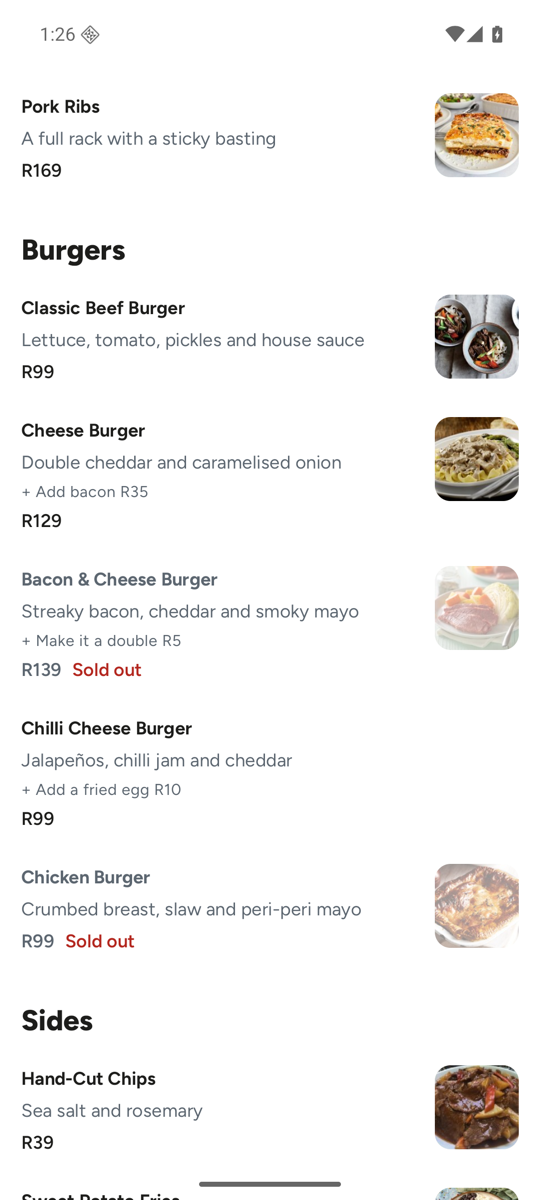 1:26
Pork Ribs
A full rack with a sticky basting
R169
Burgers
Classic Beef Burger
Lettuce, tomato, pickles and house sauce
R99
Cheese Burger
Double cheddar and caramelised onion
+ Add bacon R35
R129
Bacon & Cheese Burger
Streaky bacon, cheddar and smoky mayo
+ Make it a double R5
R139 Sold out
Chilli Cheese Burger
Jalapeños, chilli jam and cheddar
+ Add a fried egg R10
R99
Chicken Burger
Crumbed breast, slaw and peri-peri mayo
R99 Sold out
Sides
Hand-Cut Chips
Sea salt and rosemary
R39
Sweet Potato Fries